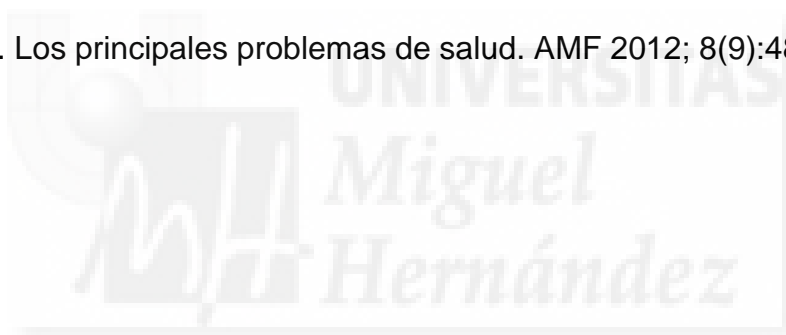 . Los principales problemas de salud. AMF 2012; 8(9):48
UNIVERSITAS
Miguel
Hernández